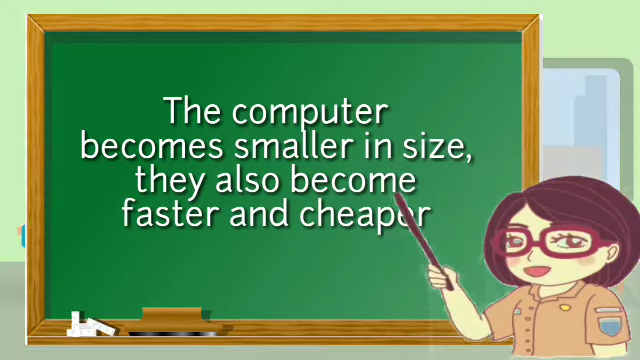 The computer
becomes smaller in size,
they also become
faster and cheaper